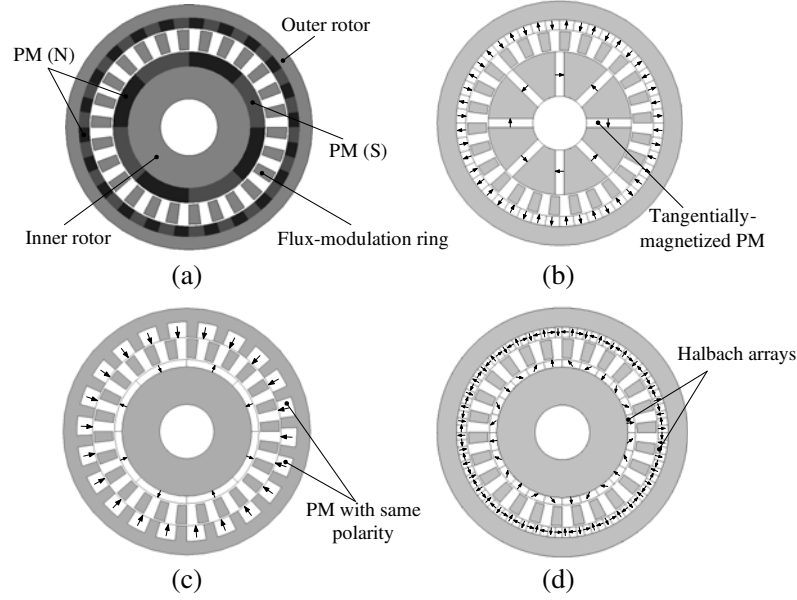 Outer rotor
PM (N)
PM (S)
Inner rotor
Flux-modulation ring
(a)
Tangentially-
magnetized PM
(b)
PM with same
polarity
(c)
Halbach arrays
(d)